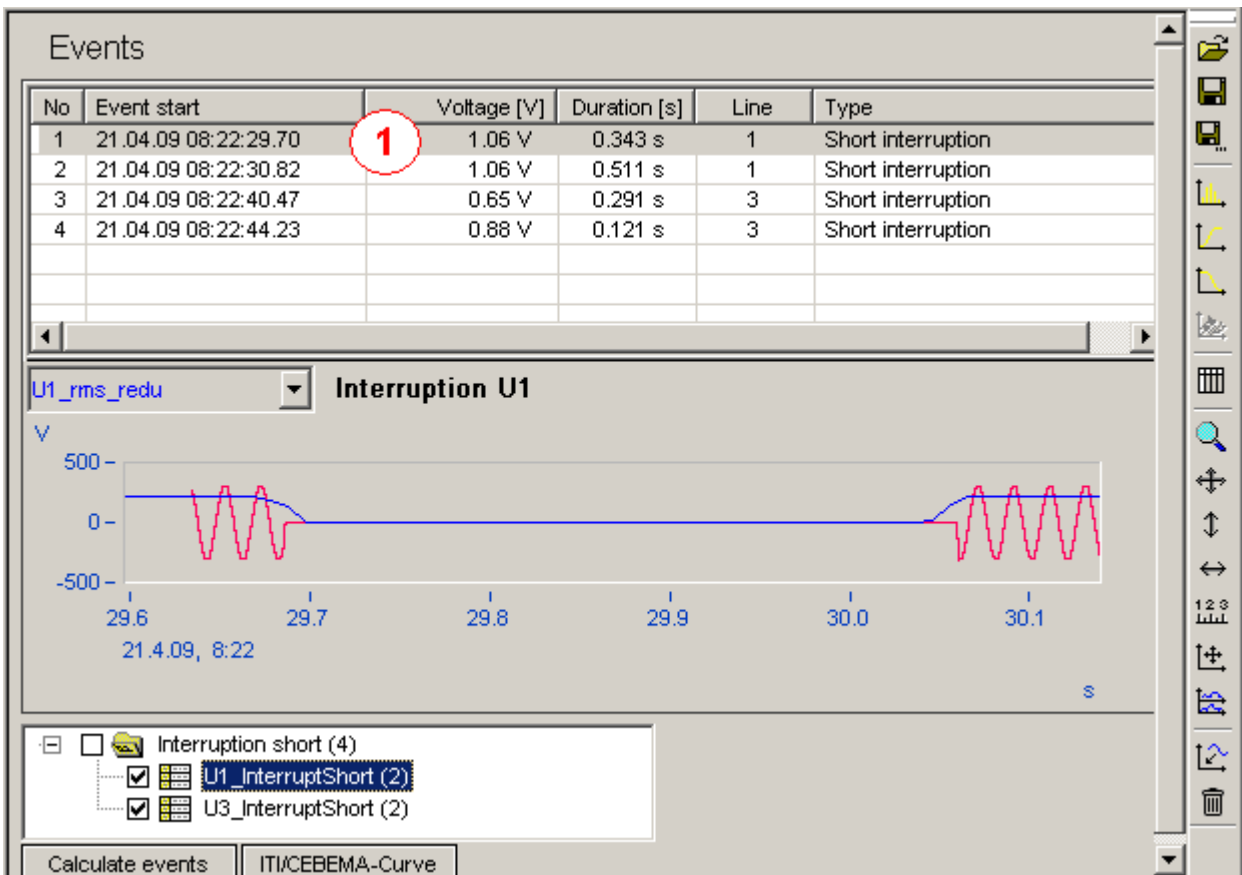 Events
No Event start Voltage [V] Duration [s] Line Type
1 21.04.09 08:22:29.70 1 1.06 V 0.343 s 1 Short interruption
2 21.04.09 08:22:30.82 1.06 V 0.511 s 1 Short interruption
3 21.04.09 08:22:40.47 0.65 V 0.291 s 3 Short interruption
4 21.04.09 08:22:44.23 0.88 V 0.121 s 3 Short interruption
U1_rms_redu Interruption U1
V
500
0
-500
29.6 29.7 29.8 29.9 30.0 30.1
21.4.09, 8:22
s
1 2 3
Interruption short (4)
U1_InterruptShort (2)
U3_InterruptShort (2)
Calculate events ITI/CEBEMA-Curve